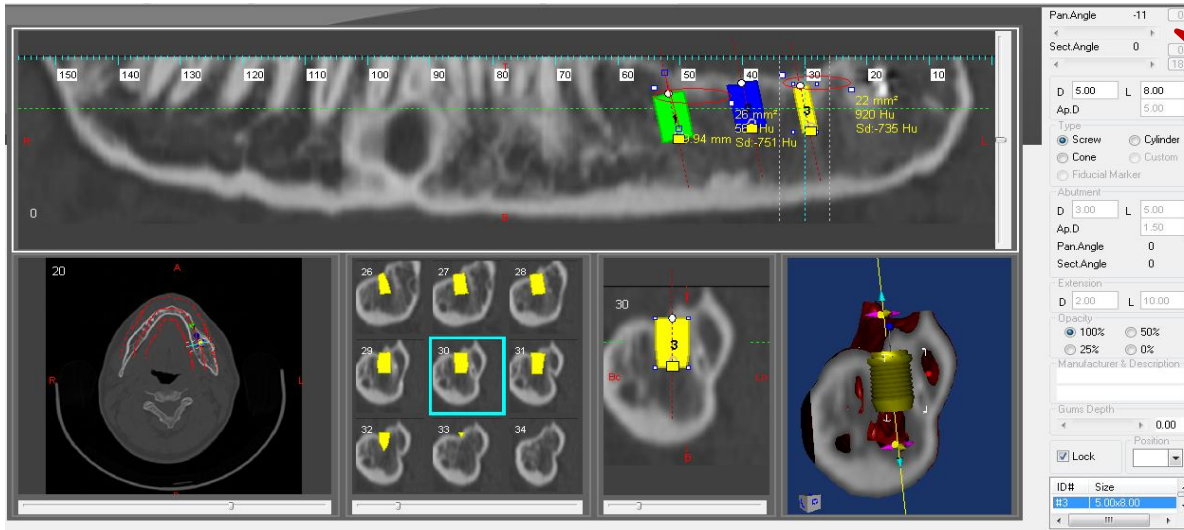 Pan.Angle -11 0
Sect.Angle 0 0
18
D 5.00 L 8.00
Ap.D 5.00
Type
Screw Cylinder
Cone Custom
Fiducial Marker
Abutment
D 3.00 L 5.00
Ap.D 1.50
Pan.Angle 0
Sect.Angle 0
Extension
D 2.00 L 10.00
Opacity
100% 50%
25% 0%
Manufacturer & Description
Gums Depth
0.00
Lock Position
ID# Size
#3 5.00x8.00
150 140 130 120 110 100 90 80 70 60 50 40 30 20 10
3
22 mm²
920 Hu
Sd:-735 Hu
26 mm²
Sd:-751 Hu
9.94 mm
R
L
0
20
A
R
L
26 27 28
29 30 31
32 33 34
30
3
Bc
Ln
B